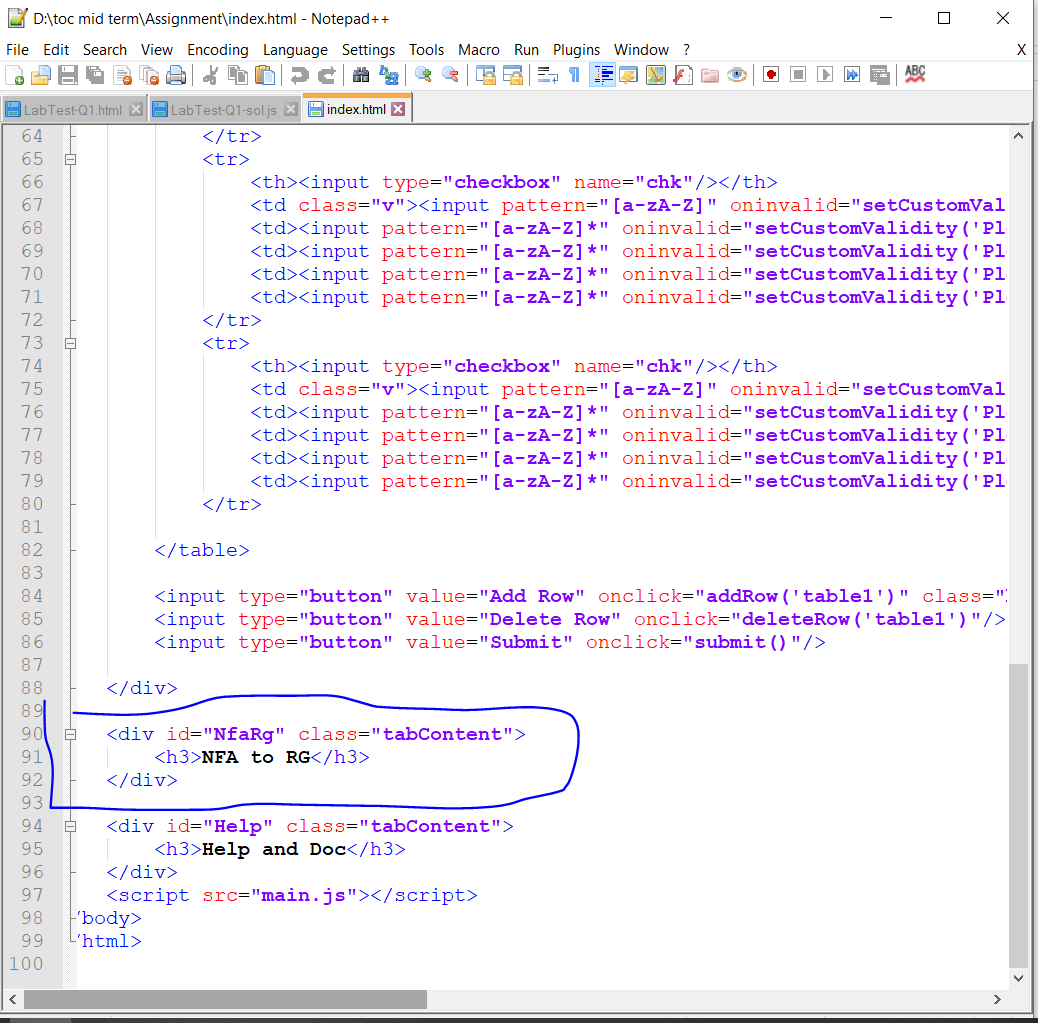 D:\toc mid term\Assignment\index.html - Notepad++
File Edit Search View Encoding Language Settings Tools Macro Run Plugins Window ? X
ABC
LabTest-Q1.html LabTest-Q1-sol.js index.html
64 </tr>
65 <tr>
66 <th><input type="checkbox" name="chk"/></th>
67 <td class="v"><input pattern="[a-zA-Z]" oninvalid="setCustomVal
68 <td><input pattern="[a-zA-Z]*" oninvalid="setCustomValidity('Pl
69 <td><input pattern="[a-zA-Z]*" oninvalid="setCustomValidity('Pl
70 <td><input pattern="[a-zA-Z]*" oninvalid="setCustomValidity('Pl
71 <td><input pattern="[a-zA-Z]*" oninvalid="setCustomValidity('Pl
72 </tr>
73 <tr>
74 <th><input type="checkbox" name="chk"/></th>
75 <td class="v"><input pattern="[a-zA-Z]" oninvalid="setCustomVal
76 <td><input pattern="[a-zA-Z]*" oninvalid="setCustomValidity('Pl
77 <td><input pattern="[a-zA-Z]*" oninvalid="setCustomValidity('Pl
78 <td><input pattern="[a-zA-Z]*" oninvalid="setCustomValidity('Pl
79 <td><input pattern="[a-zA-Z]*" oninvalid="setCustomValidity('Pl
80 </tr>
81
82 </table>
83
84 <input type="button" value="Add Row" onclick="addRow('table1')" class="
85 <input type="button" value="Delete Row" onclick="deleteRow('table1')"/>
86 <input type="button" value="Submit" onclick="submit()"/>
87
88 </div>
89
90 <div id="NfaRg" class="tabContent">
91 <h3>NFA to RG</h3>
92 </div>
93
94 <div id="Help" class="tabContent">
95 <h3>Help and Doc</h3>
96 </div>
97 <script src="main.js"></script>
98 /body>
99 /html>
100